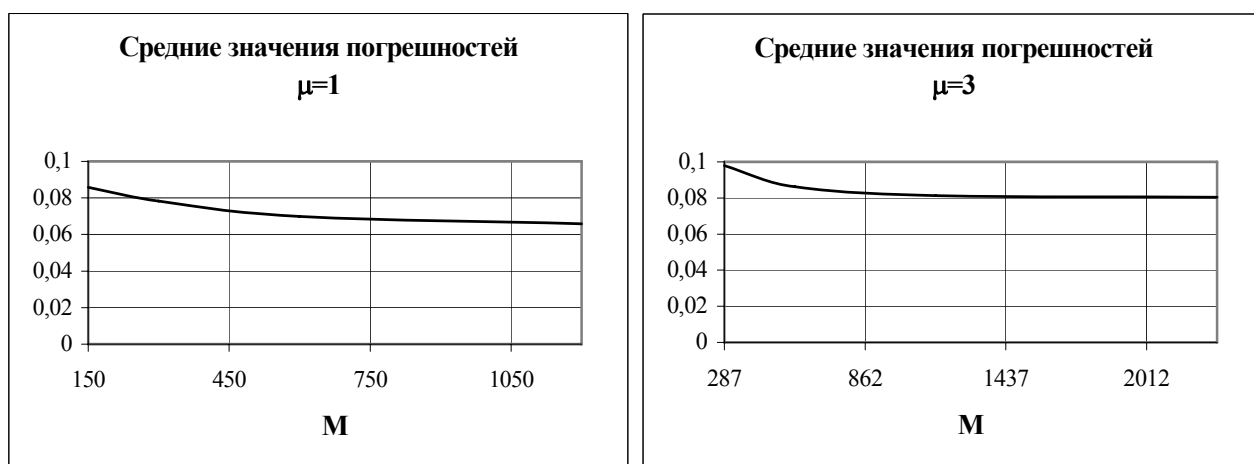 Средние значения погрешностей
μ=1
0,1
0,08
0,06
0,04
0,02
0
150 450 750 1050
M
Средние значения погрешностей
μ=3
0,1
0,08
0,06
0,04
0,02
0
287 862 1437 2012
M